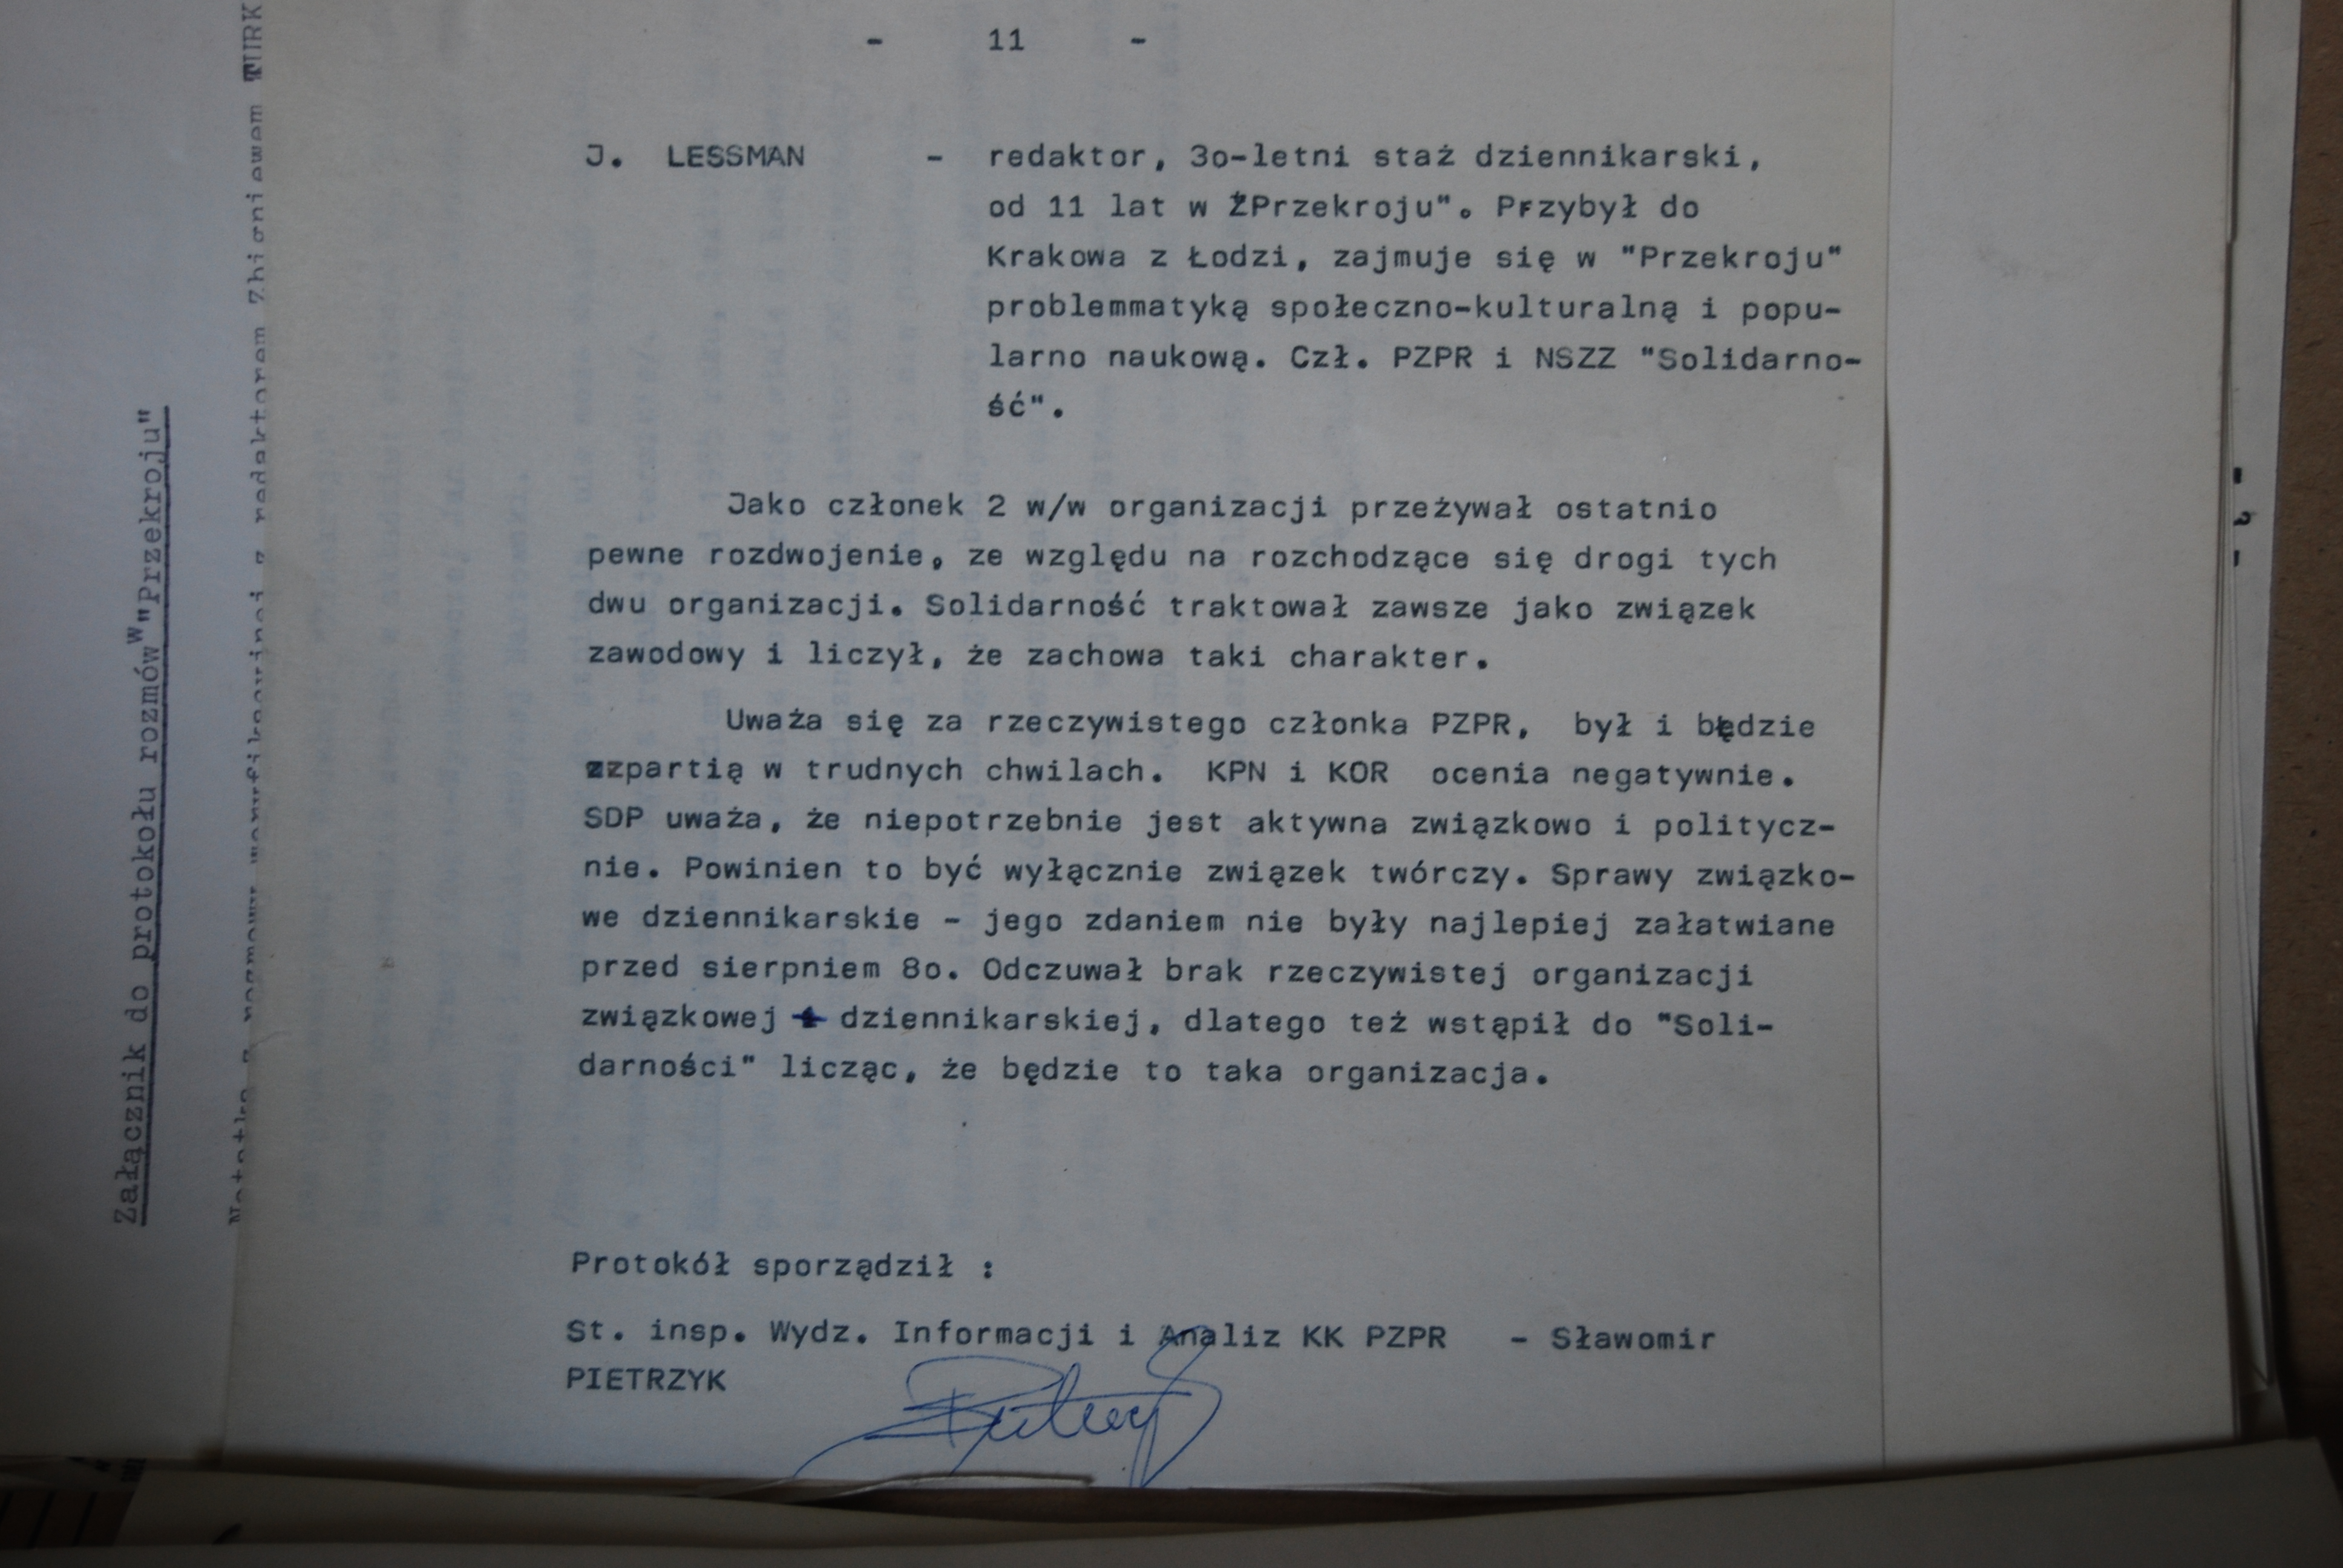 - 11 -
J. LESSMAN - redaktor, 3o-letni staż dziennikarski,
od 11 lat w ŻPrzekroju". Przybył do
Krakowa z Łodzi, zajmuje się w "Przekroju"
problemmatyką społeczno-kulturalną i popu-
larno naukową. Czł. PZPR i NSZZ "Solidarno-
ść".
Jako członek 2 w/w organizacji przeżywał ostatnio
pewne rozdwojenie, ze względu na rozchodzące się drogi tych
dwu organizacji. Solidarność traktował zawsze jako związek
zawodowy i liczył, że zachowa taki charakter.
Uważa się za rzeczywistego członka PZPR, był i będzie
zzpartią w trudnych chwilach. KPN i KOR ocenia negatywnie.
SDP uważa, że niepotrzebnie jest aktywna związkowo i politycz-
nie. Powinien to być wyłącznie związek twórczy. Sprawy związko-
we dziennikarskie - jego zdaniem nie były najlepiej załatwiane
przed sierpniem 8o. Odczuwał brak rzeczywistej organizacji
związkowej - dziennikarskiej, dlatego też wstąpił do "Soli-
darności" licząc, że będzie to taka organizacja.
Protokół sporządził :
St. insp. Wydz. Informacji i Analiz KK PZPR - Sławomir
PIETRZYK
Załącznik do protokołu rozmów w "Przekroju"
Notatka z rozmowy weryfikacyjnej z redaktorem Zbigniewem TURK